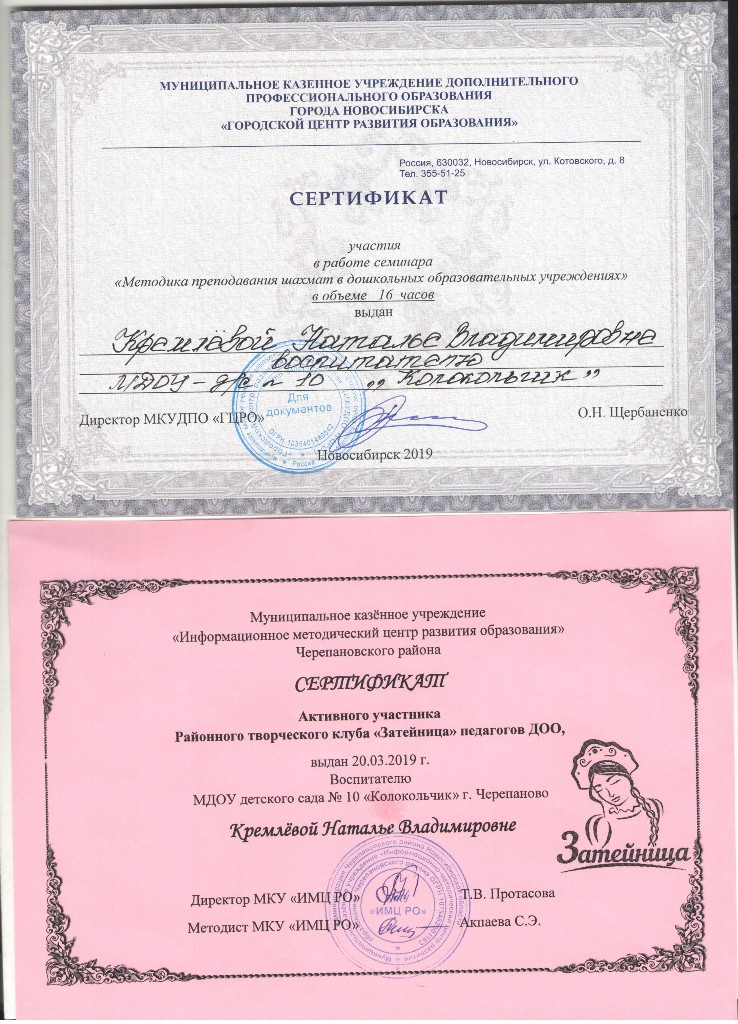 МУНИЦИПАЛЬНОЕ КАЗЕННОЕ УЧРЕЖДЕНИЕ ДОПОЛНИТЕЛЬНОГО
ПРОФЕССИОНАЛЬНОГО ОБРАЗОВАНИЯ
ГОРОДА НОВОСИБИРСКА
«ГОРОДСКОЙ ЦЕНТР РАЗВИТИЯ ОБРАЗОВАНИЯ»
Россия, 630032, Новосибирск, ул. Котовского, д. 8
Тел. 355-51-25
СЕРТИФИКАТ
участия
в работе семинара
«Методика преподавания шахмат в дошкольных образовательных учреждениях»
в объеме 16 часов
выдан
Кремлёвой Наталье Владимировне
воспитателю
МДОУ - д/с № 10 „Колокольчик”
Для
документов
Директор МКУДПО «ГЦРО»
О.Н. Щербаненко
Новосибирск 2019
Муниципальное казённое учреждение
«Информационное методический центр развития образования»
Черепановского района
СЕРТИФИКАТ
Активного участника
Районного творческого клуба «Затейница» педагогов ДОО,
выдан 20.03.2019 г.
Воспитателю
МДОУ детского сада № 10 «Колокольчик» г. Черепаново
Кремлёвой Наталье Владимировне
Затейница
Директор МКУ «ИМЦ РО» Т.В. Протасова
«ИМЦ РО»
Методист МКУ «ИМЦ РО» Акпаева С.Э.